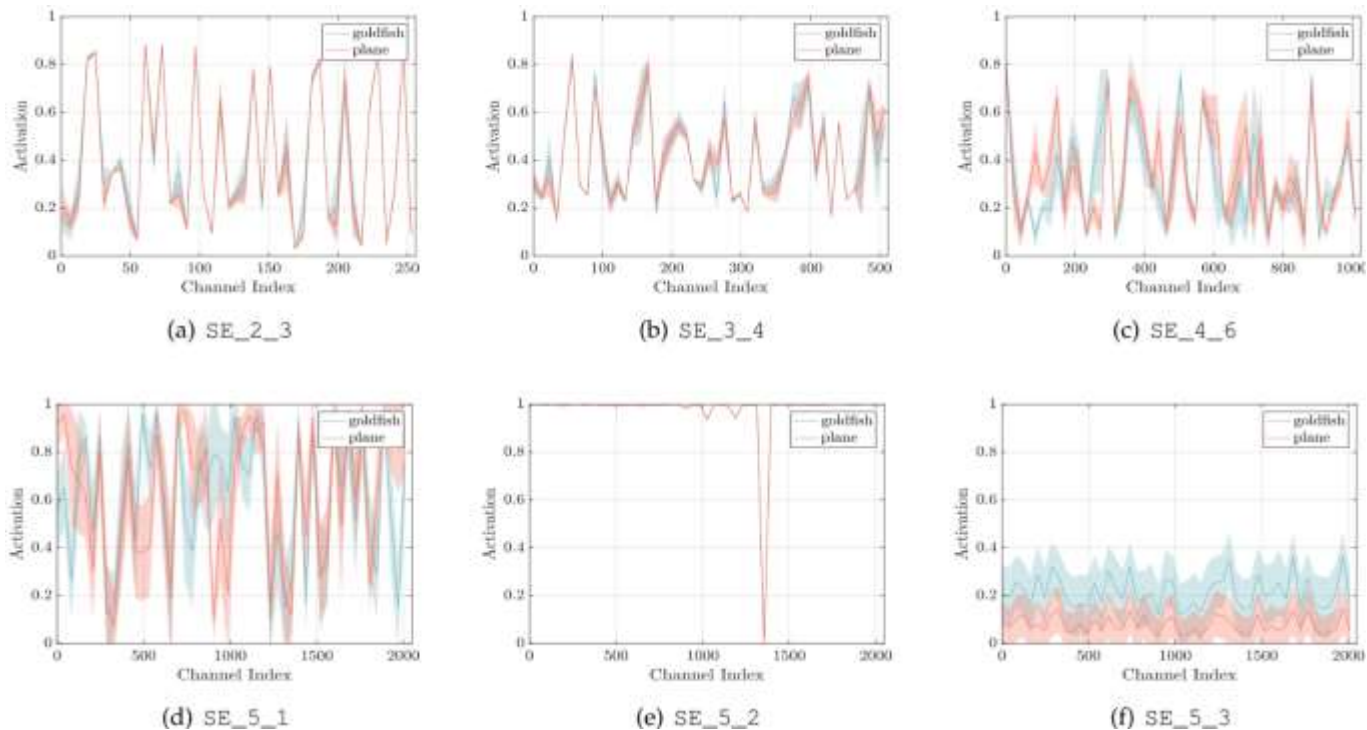 1
0.8
0.6
0.4
0.2
0
Activation
0 50 100 150 200 250
Channel Index
goldfish
plane
(a) SE_2_3
1
0.8
0.6
0.4
0.2
0
Activation
0 100 200 300 400 500
Channel Index
goldfish
plane
(b) SE_3_4
1
0.8
0.6
0.4
0.2
0
Activation
0 200 400 600 800 1000
Channel Index
goldfish
plane
(c) SE_4_6
1
0.8
0.6
0.4
0.2
0
Activation
0 500 1000 1500 2000
Channel Index
goldfish
plane
(d) SE_5_1
1
0.8
0.6
0.4
0.2
0
Activation
0 500 1000 1500 2000
Channel Index
goldfish
plane
(e) SE_5_2
1
0.8
0.6
0.4
0.2
0
Activation
0 500 1000 1500 2000
Channel Index
goldfish
plane
(f) SE_5_3